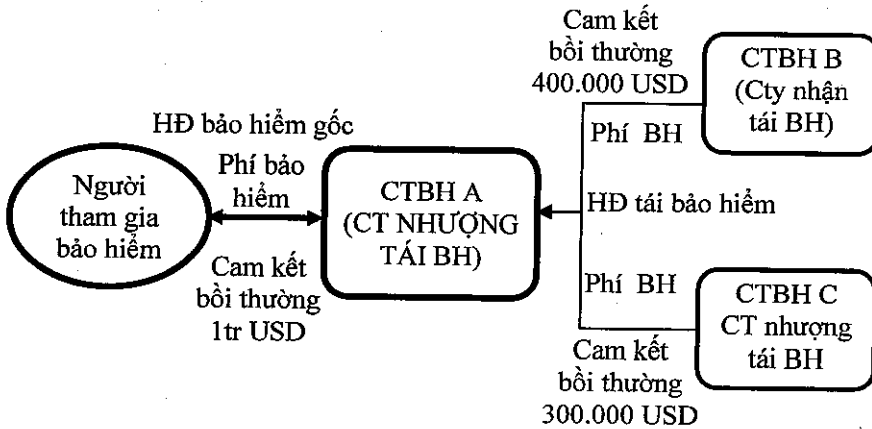 Người
tham gia
bảo hiểm
HĐ bảo hiểm gốc
Phí bảo
hiểm
Cam kết
bồi thường
1tr USD
CTBH A
(CT NHƯỢNG
TÁI BH)
HĐ tái bảo hiểm
Cam kết
bồi thường
400.000 USD
Phí BH
CTBH B
(Cty nhận
tái BH)
Phí BH
Cam kết
bồi thường
300.000 USD
CTBH C
CT nhượng
tái BH